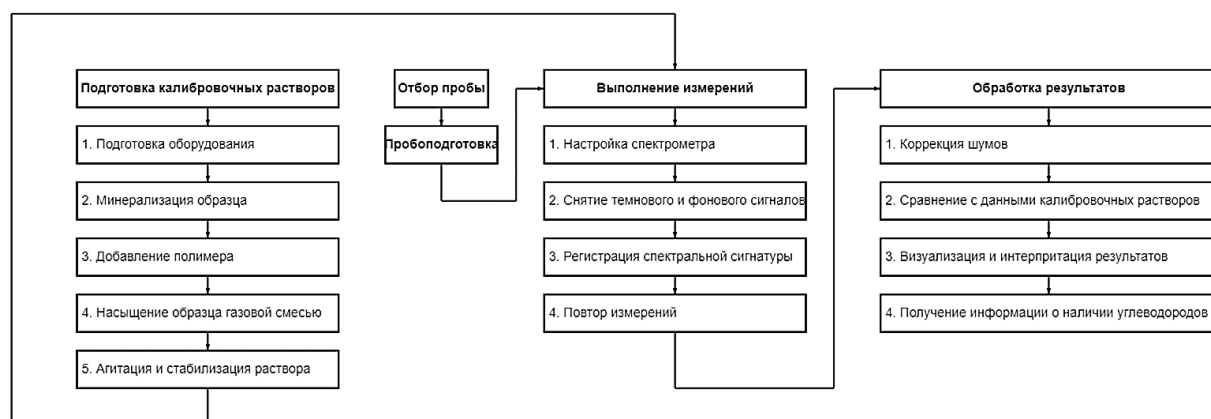 Подготовка калибровочных растворов
1. Подготовка оборудования
2. Минерализация образца
3. Добавление полимера
4. Насыщение образца газовой смесью
5. Агитация и стабилизация раствора
Отбор пробы
Пробоподготовка
Выполнение измерений
1. Настройка спектрометра
2. Снятие темнового и фонового сигналов
3. Регистрация спектральной сигнатуры
4. Повтор измерений
Обработка результатов
1. Коррекция шумов
2. Сравнение с данными калибровочных растворов
3. Визуализация и интерпритация результатов
4. Получение информации о наличии углеводородов